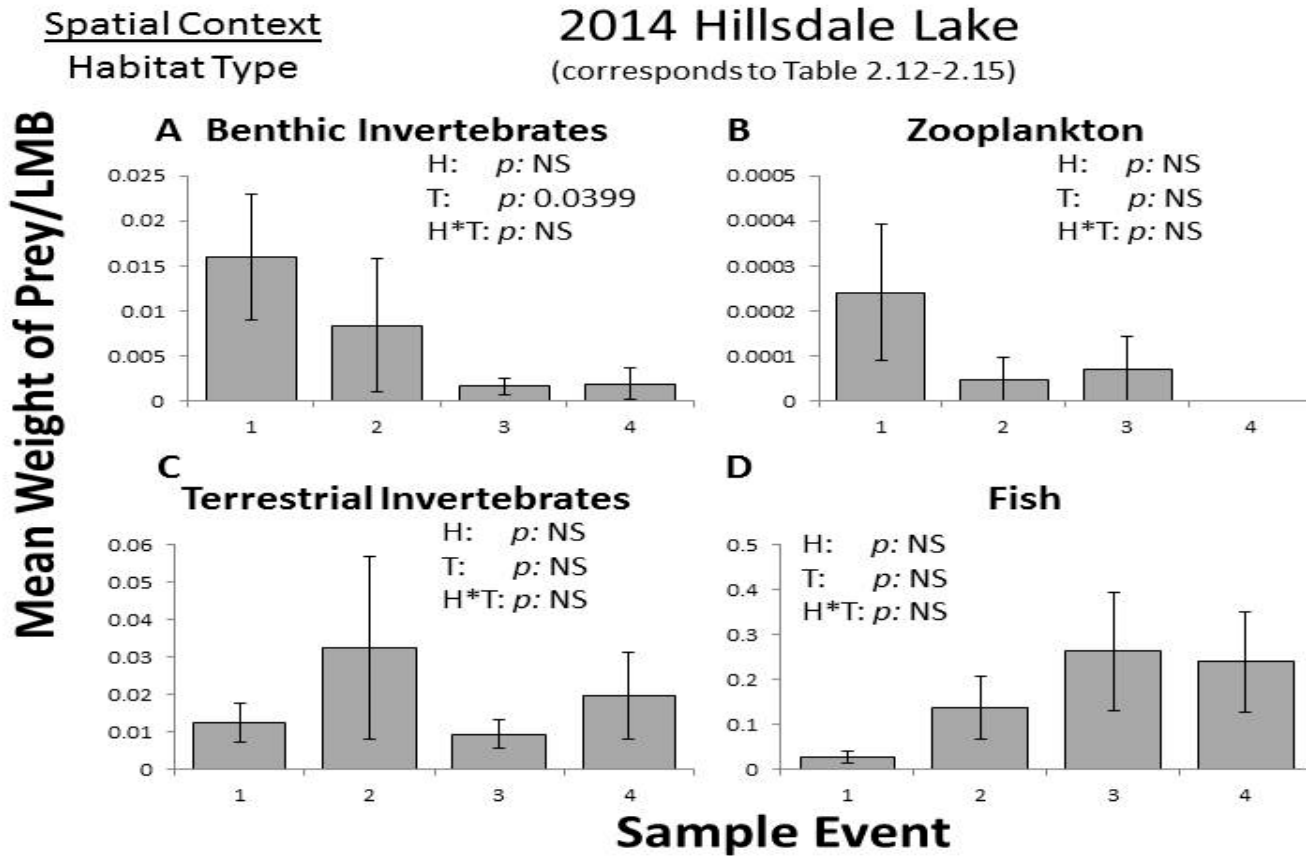 Spatial Context
Habitat Type
2014 Hillsdale Lake
(corresponds to Table 2.12-2.15)
Mean Weight of Prey/LMB
A Benthic Invertebrates
H: p: NS
T: p: 0.0399
H*T: p: NS
0.025
0.02
0.015
0.01
0.005
0
1 2 3 4
B Zooplankton
H: p: NS
T: p: NS
H*T: p: NS
0.0005
0.0004
0.0003
0.0002
0.0001
0
1 2 3 4
C
Terrestrial Invertebrates
H: p: NS
T: p: NS
H*T: p: NS
0.06
0.05
0.04
0.03
0.02
0.01
0
1 2 3 4
D
Fish
H: p: NS
T: p: NS
H*T: p: NS
0.5
0.4
0.3
0.2
0.1
0
1 2 3 4
Sample Event